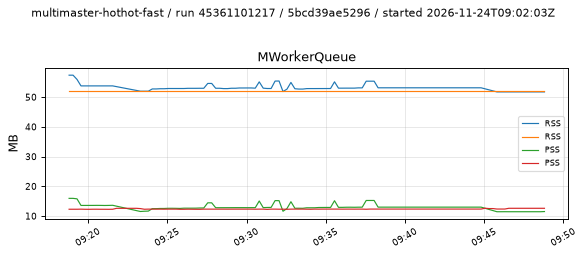 multimaster-hothot-fast / run 45361101217 / 5bcd39ae5296 / started 2026-11-24T09:02:03Z
MWorkerQueue
MB
50
40
30
20
10
RSS
RSS
PSS
PSS
09:20
09:25
09:30
09:35
09:40
09:45
09:50